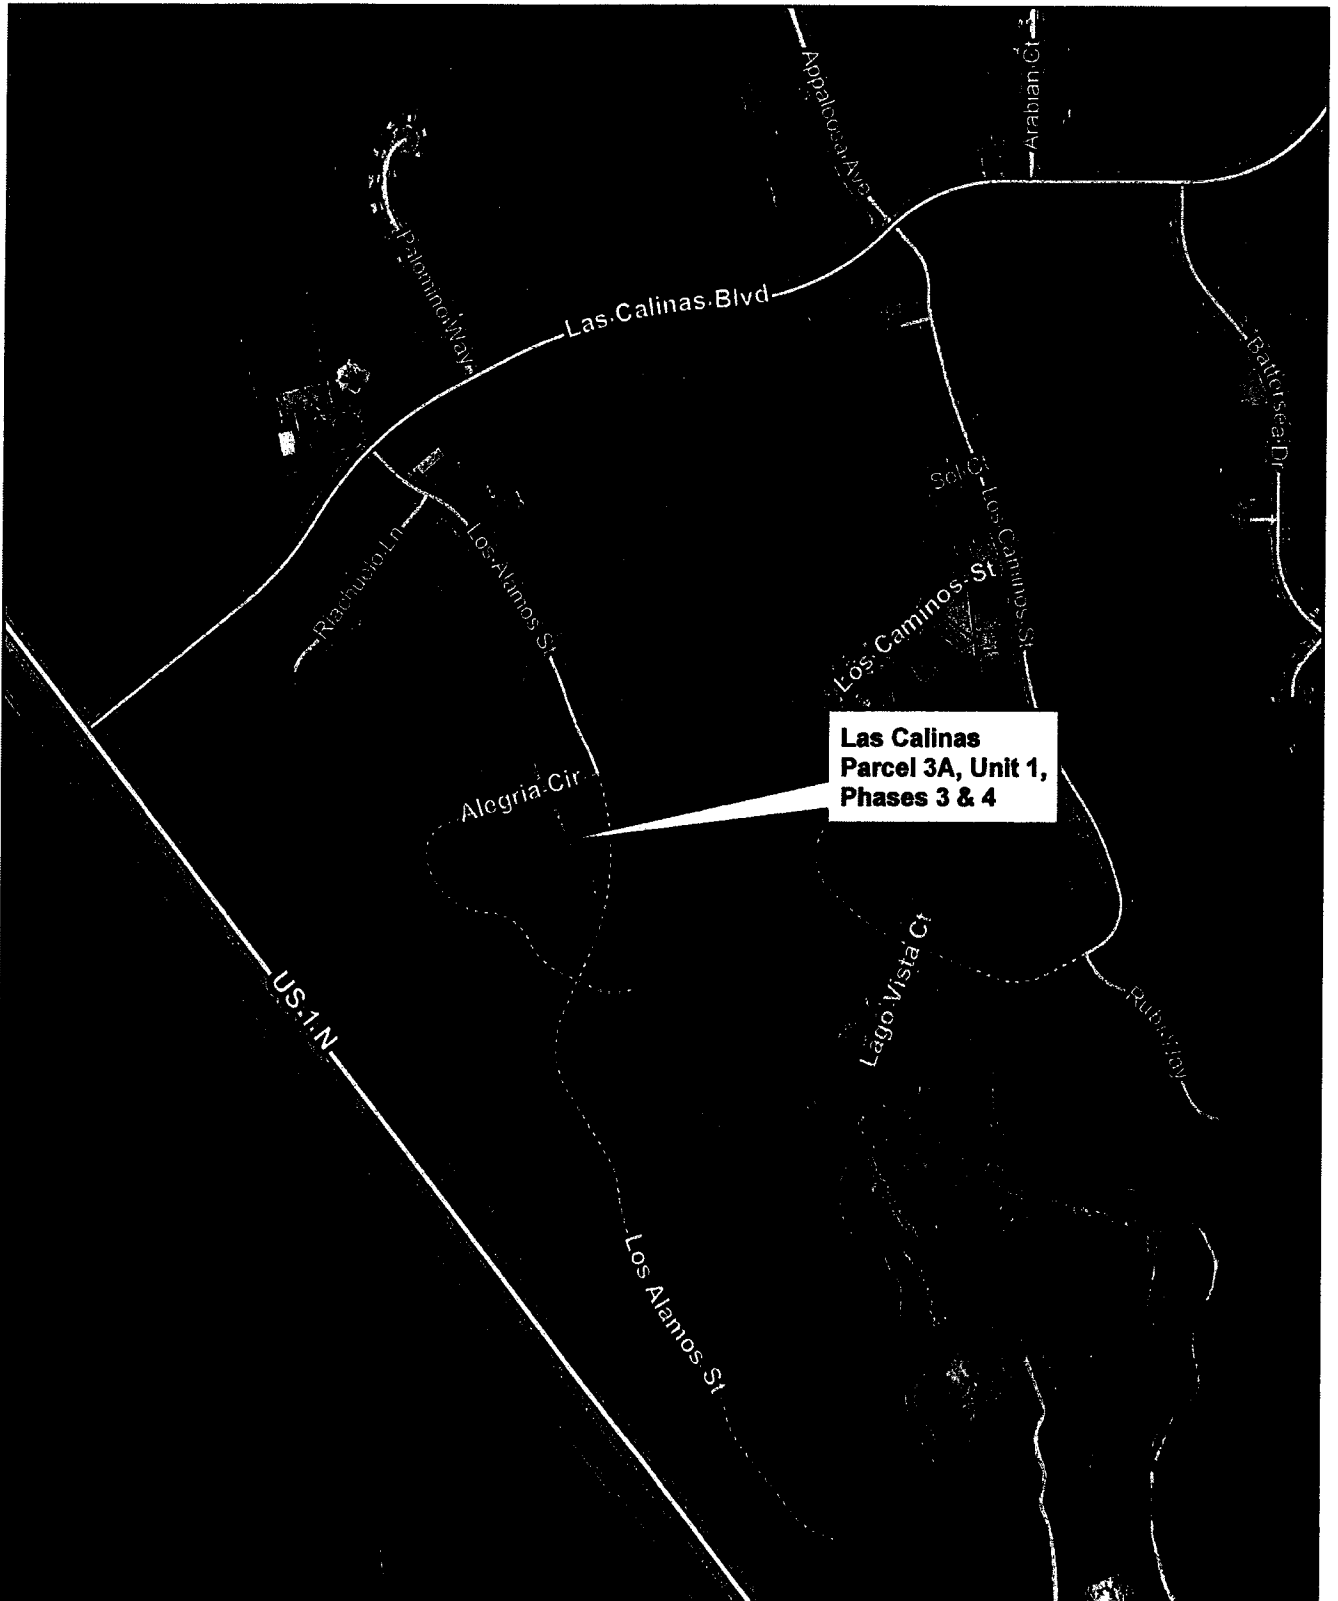 Appaloosa Ave
Arabian Ct
Palomino Way
Las Calinas Blvd
Battersea Dr
Sol Ct
Los Caminos St
Riachuelo Ln
Los Alamos St
Los Caminos St
Las Calinas
Parcel 3A, Unit 1,
Phases 3 & 4
Alegria Cir
Lago Vista Ct
US 1 N
Rubi Way
Los Alamos St